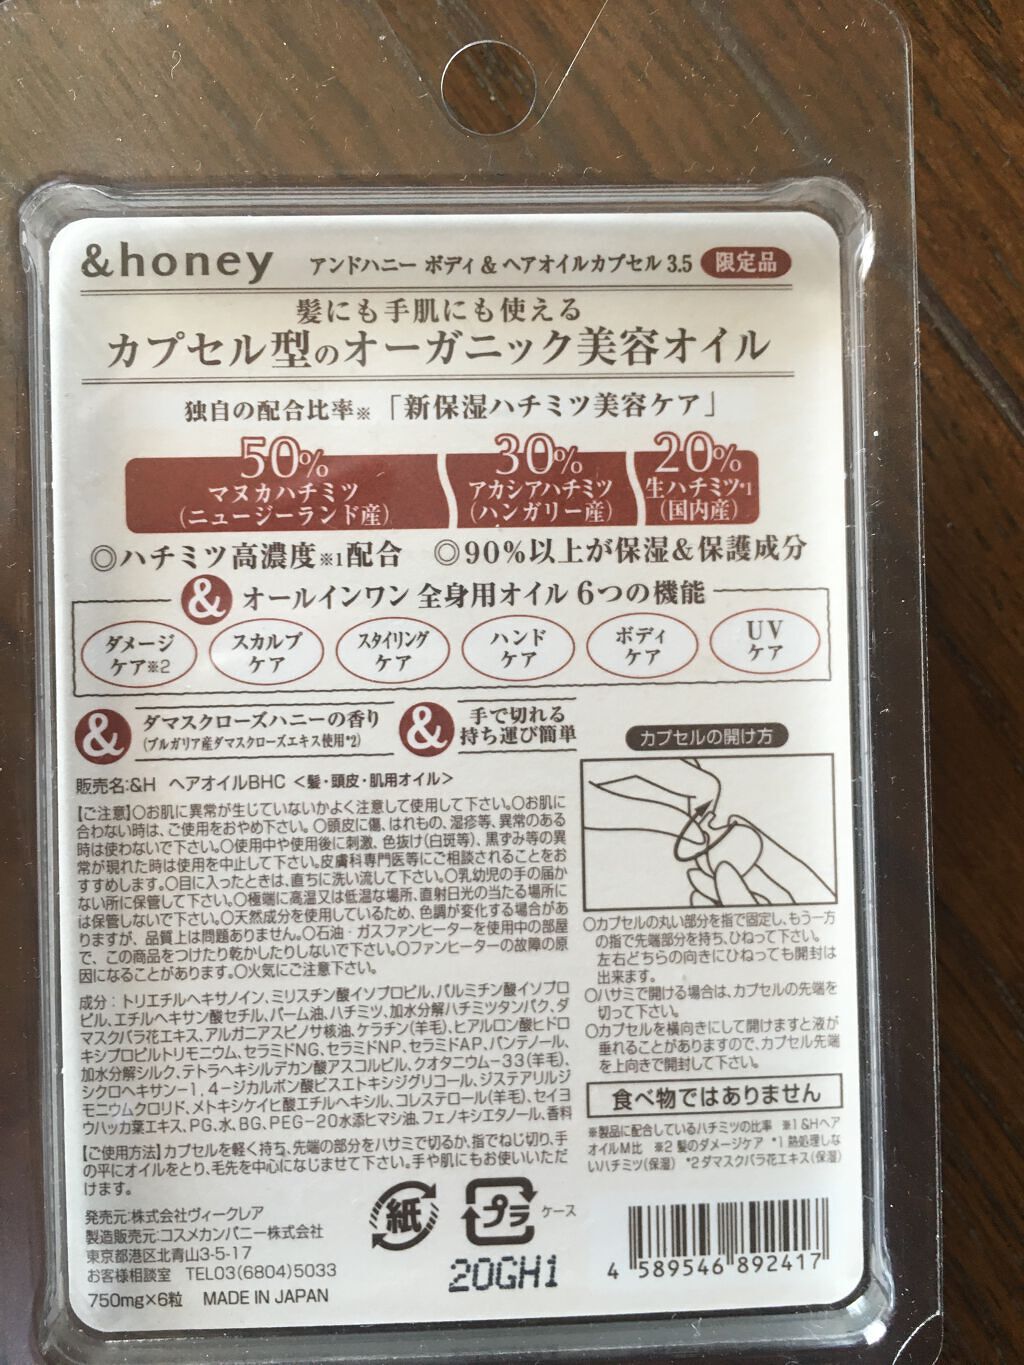 &honey アンドハニー ボディ&ヘアオイルカプセル3.5 限定品
髪にも手肌にも使える
カプセル型のオーガニック美容オイル
独自の配合比率※「新保湿ハチミツ美容ケア」
50% 30% 20%
マヌカハチミツ アカシアハチミツ 生ハチミツ*1
(ニュージーランド産) (ハンガリー産) (国内産)
◎ハチミツ高濃度※1配合 ◎90%以上が保湿&保護成分
& オールインワン 全身用オイル 6つの機能
ダメージ スカルプ スタイリング ハンド ボディ UV
ケア※2 ケア ケア ケア ケア ケア
& ダマスクローズハニーの香り
(ブルガリア産ダマスクローズエキス使用*2)
& 手で切れる
持ち運び簡単
販売名:&H ヘアオイルBHC <髪・頭皮・肌用オイル>
【ご注意】○お肌に異常が生じていないかよく注意して使用して下さい。○お肌に
合わない時は、ご使用をおやめ下さい。○頭皮に傷、はれもの、湿疹等、異常のある
時は使わないで下さい。○使用中や使用後に刺激、色抜け(白斑等)、黒ずみ等の異
常が現れた時は使用を中止して下さい。皮膚科専門医等にご相談されることをお
すすめします。○目に入ったときは、直ちに洗い流して下さい。○乳幼児の手の届か
ない所に保管して下さい。○極端に高温又は低温な場所、直射日光の当たる場所に
は保管しないで下さい。○天然成分を使用しているため、色調が変化する場合があ
りますが、品質上は問題ありません。○石油・ガスファンヒーターを使用中の部屋
で、この商品をつけたり乾かしたりしないで下さい。○ファンヒーターの故障の原
因になることがあります。○火気にご注意下さい。
成分：トリエチルヘキサノイン、ミリスチン酸イソプロピル、パルミチン酸イソプロ
ピル、エチルヘキサン酸セチル、パーム油、ハチミツ、加水分解ハチミツタンパク、ダ
マスクバラ花エキス、アルガニアスピノサ核油、ケラチン(羊毛)、ヒアルロン酸ヒドロ
キシプロピルトリモニウム、セラミドNG、セラミドNP、セラミドAP、パンテノール、
加水分解シルク、テトラヘキシルデカン酸アスコルビル、クオタニウム-33(羊毛)、
シクロヘキサン-1，4-ジカルボン酸ビスエトキシジグリコール、ジステアリルジ
モニウムクロリド、メトキシケイヒ酸エチルヘキシル、コレステロール(羊毛)、セイヨ
ウハッカ葉エキス、PG、水、BG、PEG-20水添ヒマシ油、フェノキシエタノール、香料
【ご使用方法】カプセルを軽く持ち、先端の部分をハサミで切るか、指でねじ切り、手
の平にオイルをとり、毛先を中心になじませて下さい。手や肌にもお使いいただ
けます。
発売元:株式会社ヴィークレア
製造販売元:コスメカンパニー株式会社
東京都港区北青山3-5-17
お客様相談室 TEL03(6804)5033
750mg×6粒 MADE IN JAPAN
紙 プラ ケース
20GH1
カプセルの開け方
○カプセルの丸い部分を指で固定し、もう一方
の指で先端部分を持ち、ひねって下さい。
左右どちらの向きにひねっても開封は
出来ます。
○ハサミで開ける場合は、カプセルの先端を
切って下さい。
○カプセルを横向きにして開けますと液が
垂れることがありますので、カプセル先端
を上向きで開封して下さい。
食べ物ではありません
※製品に配合しているハチミツの比率 ※1 &Hヘア
オイルM比 ※2 髪のダメージケア *1 熱処理しな
いハチミツ(保湿) *2 ダマスクバラ花エキス(保湿)
4 589546 892417